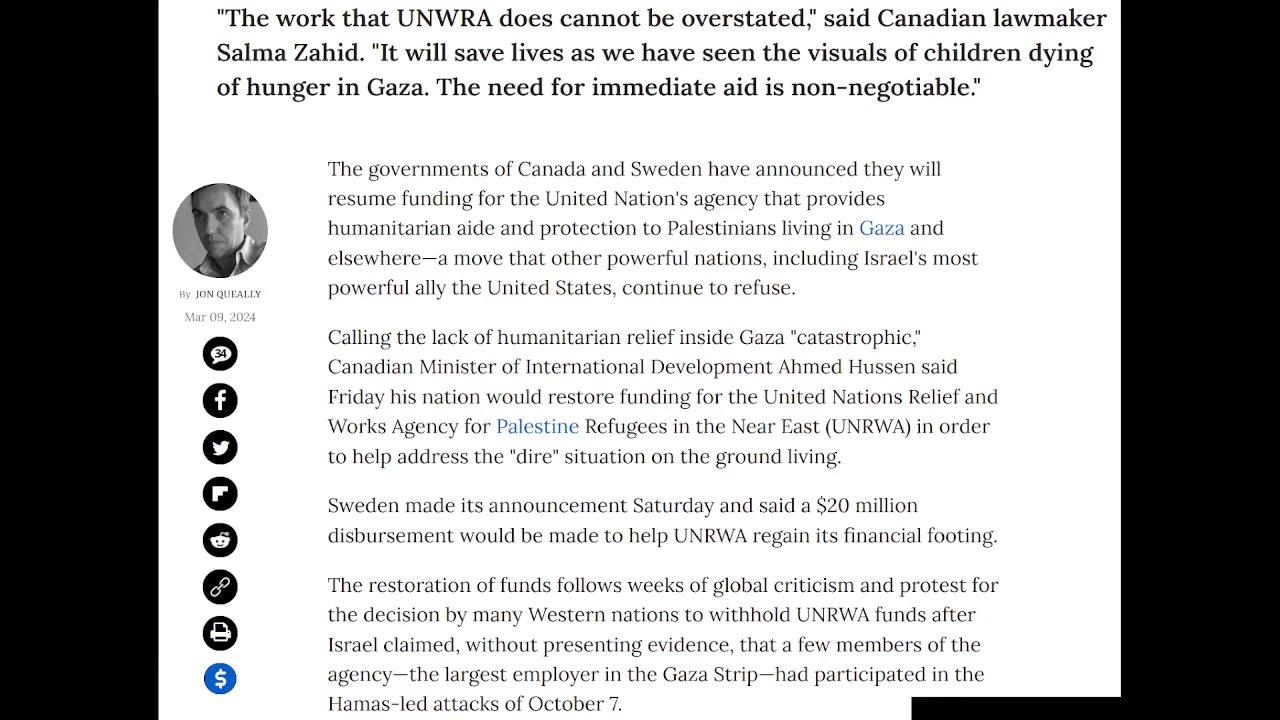 "The work that UNWRA does cannot be overstated," said Canadian lawmaker
Salma Zahid. "It will save lives as we have seen the visuals of children dying
of hunger in Gaza. The need for immediate aid is non-negotiable."
By JON QUEALLY
Mar 09, 2024
34
The governments of Canada and Sweden have announced they will
resume funding for the United Nation's agency that provides
humanitarian aide and protection to Palestinians living in Gaza and
elsewhere—a move that other powerful nations, including Israel's most
powerful ally the United States, continue to refuse.
Calling the lack of humanitarian relief inside Gaza "catastrophic,"
Canadian Minister of International Development Ahmed Hussen said
Friday his nation would restore funding for the United Nations Relief and
Works Agency for Palestine Refugees in the Near East (UNRWA) in order
to help address the "dire" situation on the ground living.
Sweden made its announcement Saturday and said a $20 million
disbursement would be made to help UNRWA regain its financial footing.
The restoration of funds follows weeks of global criticism and protest for
the decision by many Western nations to withhold UNRWA funds after
Israel claimed, without presenting evidence, that a few members of the
agency—the largest employer in the Gaza Strip—had participated in the
Hamas-led attacks of October 7.